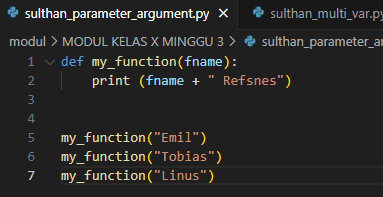 sulthan_parameter_argument.py ● sulthan_multi_var.py
modul > MODUL KELAS X MINGGU 3 > sulthan_parameter_ar
1 def my_function(fname):
2 print (fname + " Refsnes")
3
4
5 my_function("Emil")
6 my_function("Tobias")
7 my_function("Linus")